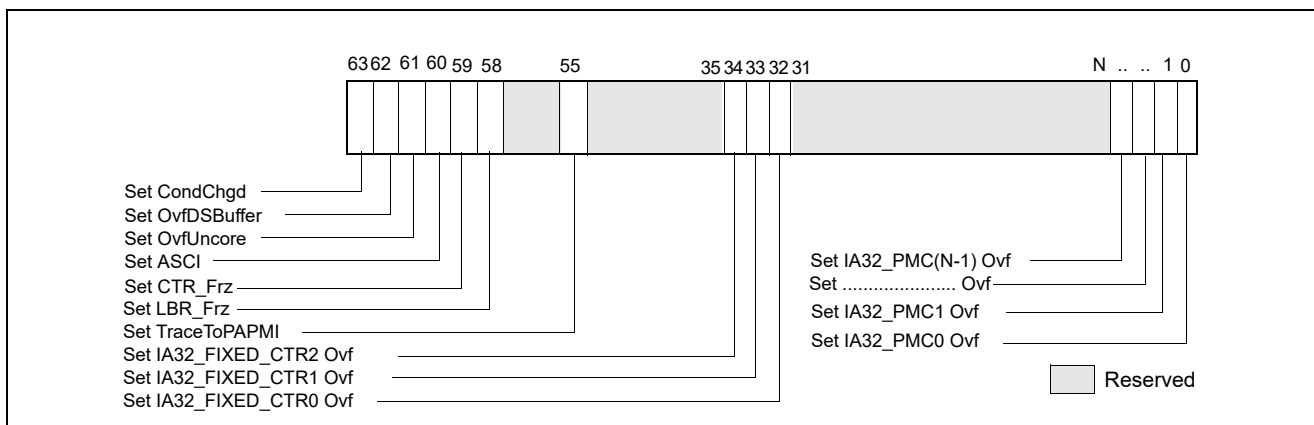 63 62 61 60 59 58 55 35 34 33 32 31 N .. .. 1 0
Set CondChgd
Set OvfDSBuffer
Set OvfUncore
Set ASCI
Set CTR_Frz
Set LBR_Frz
Set TraceToPAPMI
Set IA32_FIXED_CTR2 Ovf
Set IA32_FIXED_CTR1 Ovf
Set IA32_FIXED_CTR0 Ovf
Set IA32_PMC(N-1) Ovf
Set ...................... Ovf
Set IA32_PMC1 Ovf
Set IA32_PMC0 Ovf
Reserved